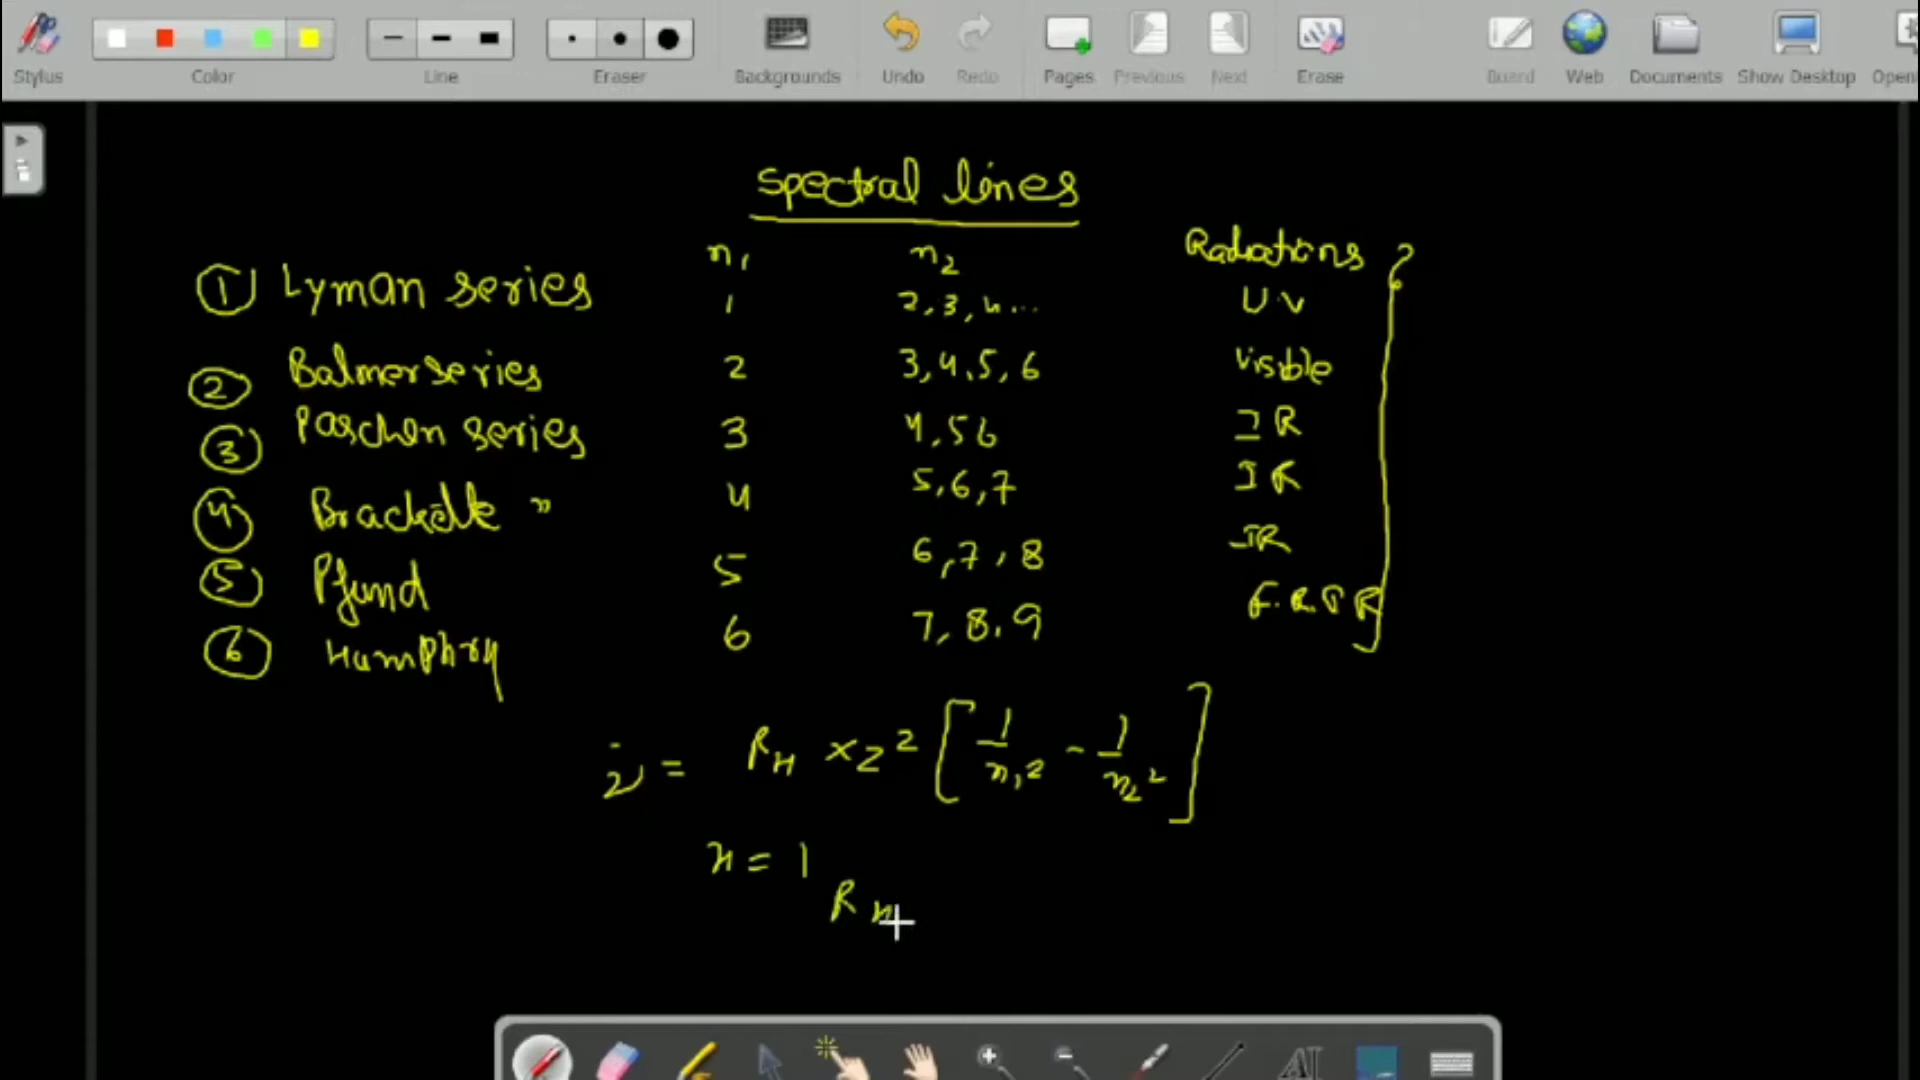 Stylus Color Line Eraser Backgrounds Undo Redo Pages Previous Next Erase Board Web Documents Show Desktop Open
Spectral lines
n₁ n₂ Radiations
① Lyman series 1 2,3,4... U.V
② Balmer series 2 3,4,5,6 Visible
③ Paschen series 3 4,5 6 IR
④ Brackette " 4 5,6,7 IR
⑤ Pfund 5 6,7,8 IR
⑥ Humphry 6 7,8,9
ν̄ = R_H × Z² [1/n₁² - 1/n₂²]
n = 1
R H